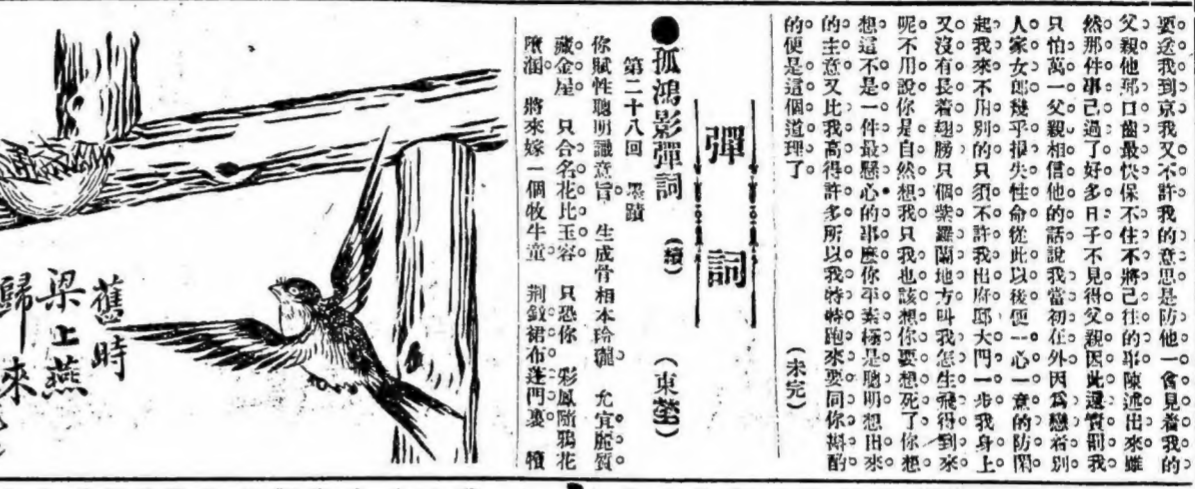 要送我到京我又不許我的意思是防他一會見着我的
父親他那口齒最快保不住不將己往的事陳述出來雖
然那件事己過了好多日子不見得父親因此還質罰我
只怕萬一父親相信他的話說我當初在外因爲戀着別
人家女郎幾乎損失性命從此以後便一心一意的防閑
起我來不用別的只須不許我出府邸大門一步我身上
又沒有長着翅膀只個紫羅蘭地方叫我怎生飛得到來
呢不用說你是自然想我只我也該想你要想死了你想
想這不是一件最懸心的事麽你平素極是聰明想出來
的主意又比我高得許多所以我特特跑來要同你斟酌
的便是這個道理了
（未完）
彈詞
●孤鴻影彈詞（續）（東瑩）
第二十八回 墨蹟
你賦性聰明識意旨 生成骨相本玲瓏 允宜麗質
藏金屋 只合名花比玉容 只恐你 彩鳳隨鴉花
墮溷 將來嫁一個牧牛童 荆釵裙布蓬門裏 犢
舊時
梁上燕
歸來